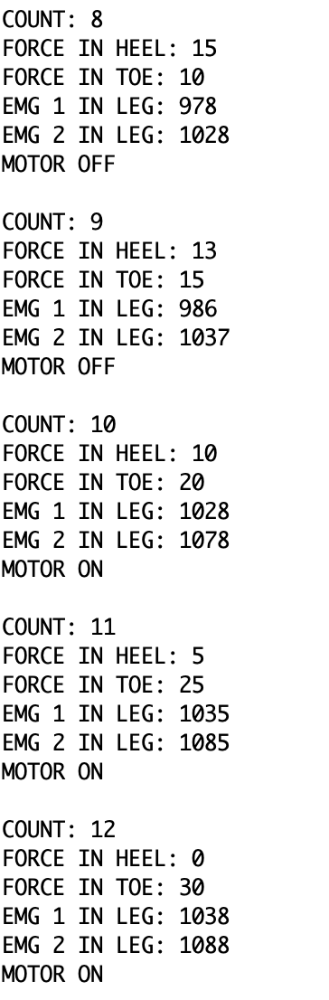 COUNT: 8
FORCE IN HEEL: 15
FORCE IN TOE: 10
EMG 1 IN LEG: 978
EMG 2 IN LEG: 1028
MOTOR OFF

COUNT: 9
FORCE IN HEEL: 13
FORCE IN TOE: 15
EMG 1 IN LEG: 986
EMG 2 IN LEG: 1037
MOTOR OFF

COUNT: 10
FORCE IN HEEL: 10
FORCE IN TOE: 20
EMG 1 IN LEG: 1028
EMG 2 IN LEG: 1078
MOTOR ON

COUNT: 11
FORCE IN HEEL: 5
FORCE IN TOE: 25
EMG 1 IN LEG: 1035
EMG 2 IN LEG: 1085
MOTOR ON

COUNT: 12
FORCE IN HEEL: 0
FORCE IN TOE: 30
EMG 1 IN LEG: 1038
EMG 2 IN LEG: 1088
MOTOR ON